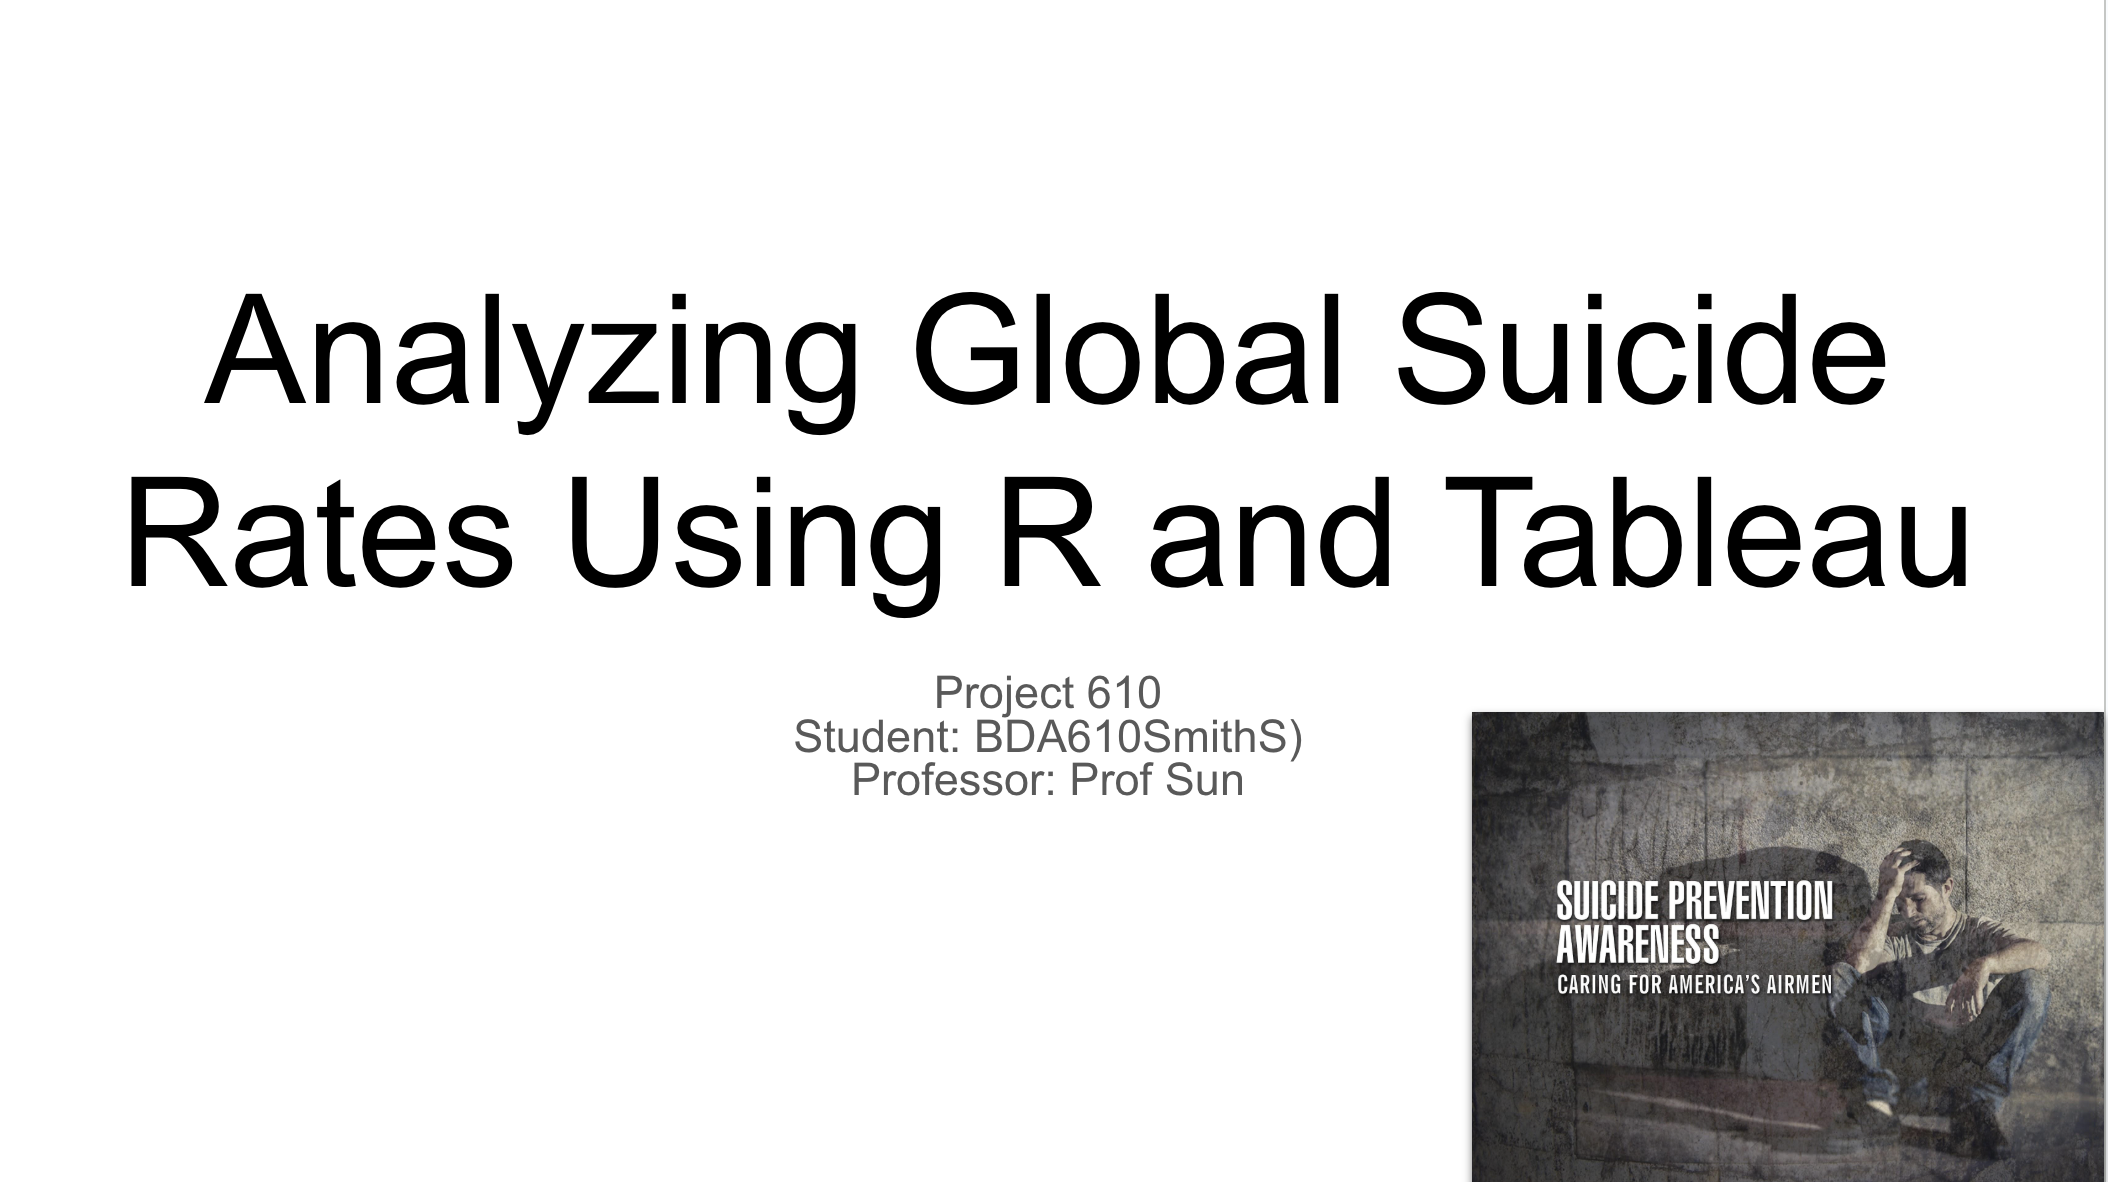 Analyzing Global Suicide
Rates Using R and Tableau
Project 610
Student: BDA610SmithS)
Professor: Prof Sun
SUICIDE PREVENTION
AWARENESS
CARING FOR AMERICA'S AIRMEN